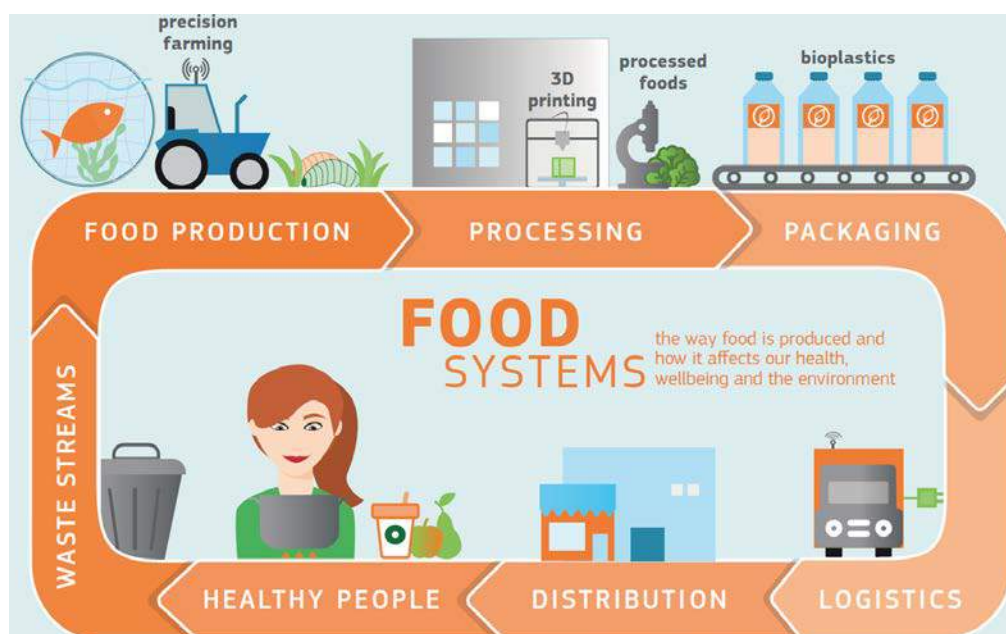 precision
farming
3D
printing
processed
foods
bioplastics
FOOD PRODUCTION
PROCESSING
PACKAGING
FOOD
SYSTEMS
the way food is produced and
how it affects our health,
wellbeing and the environment
LOGISTICS
DISTRIBUTION
HEALTHY PEOPLE
WASTE STREAMS